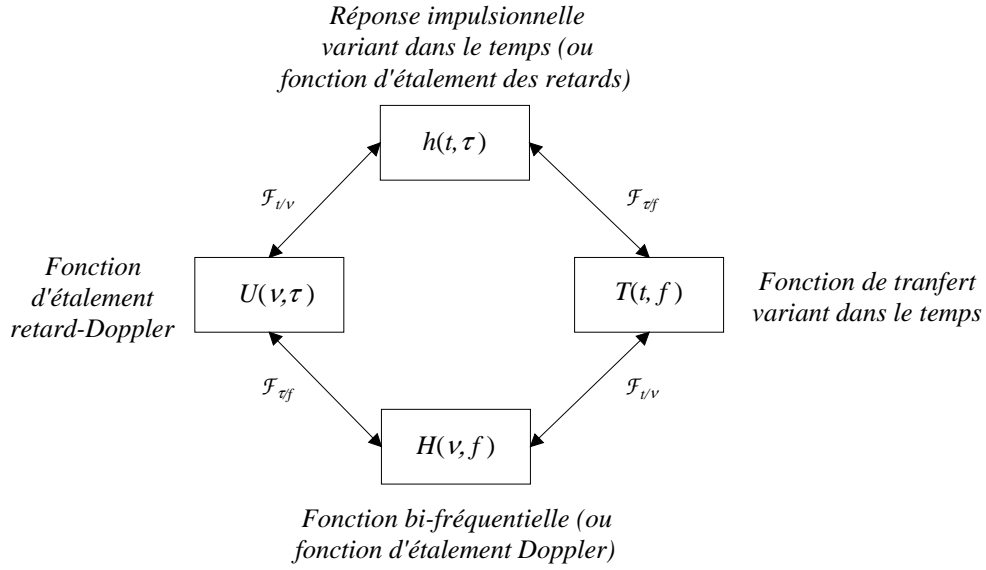 Réponse impulsionnelle
variant dans le temps (ou
fonction d'étalement des retards)
h(t,τ)
ℱt/ν
ℱτ/f
Fonction
d'étalement
retard-Doppler
U(ν,τ)
T(t, f)
Fonction de tranfert
variant dans le temps
ℱτ/f
ℱt/ν
H(ν, f)
Fonction bi-fréquentielle (ou
fonction d'étalement Doppler)